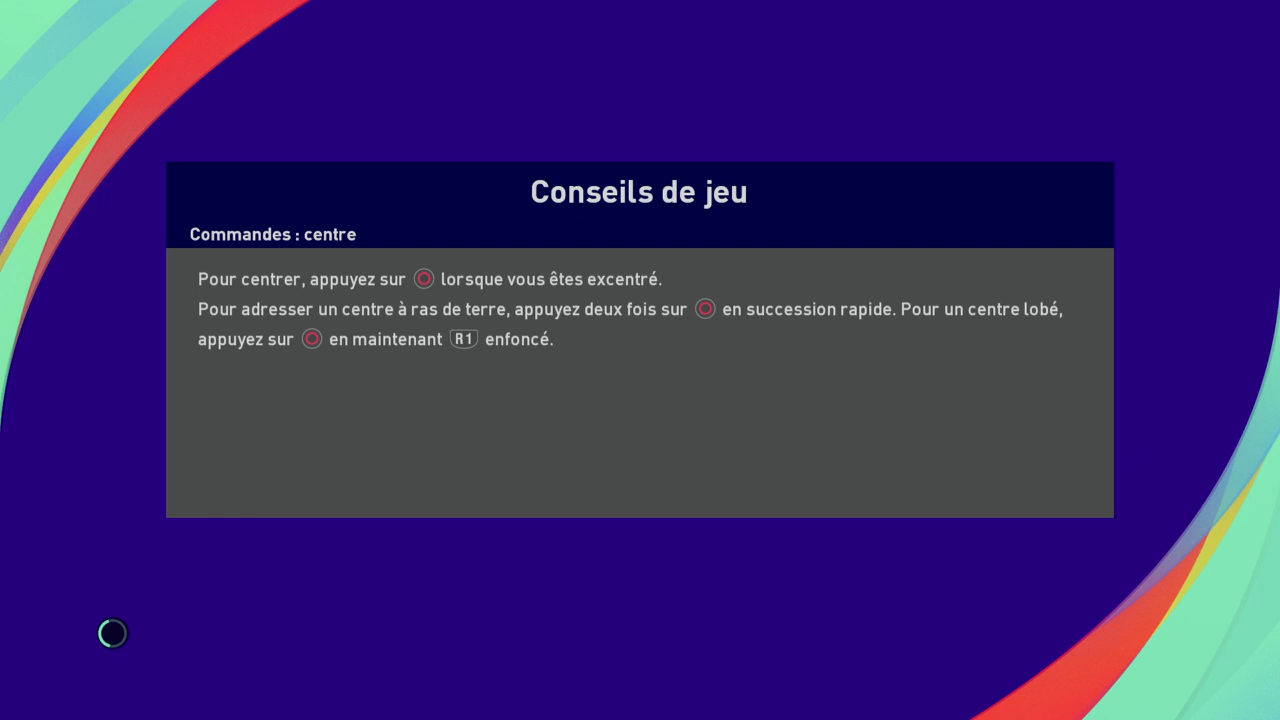 Conseils de jeu
Commandes : centre
Pour centrer, appuyez sur lorsque vous êtes excentré.
Pour adresser un centre à ras de terre, appuyez deux fois sur en succession rapide. Pour un centre lobé,
appuyez sur en maintenant R1 enfoncé.